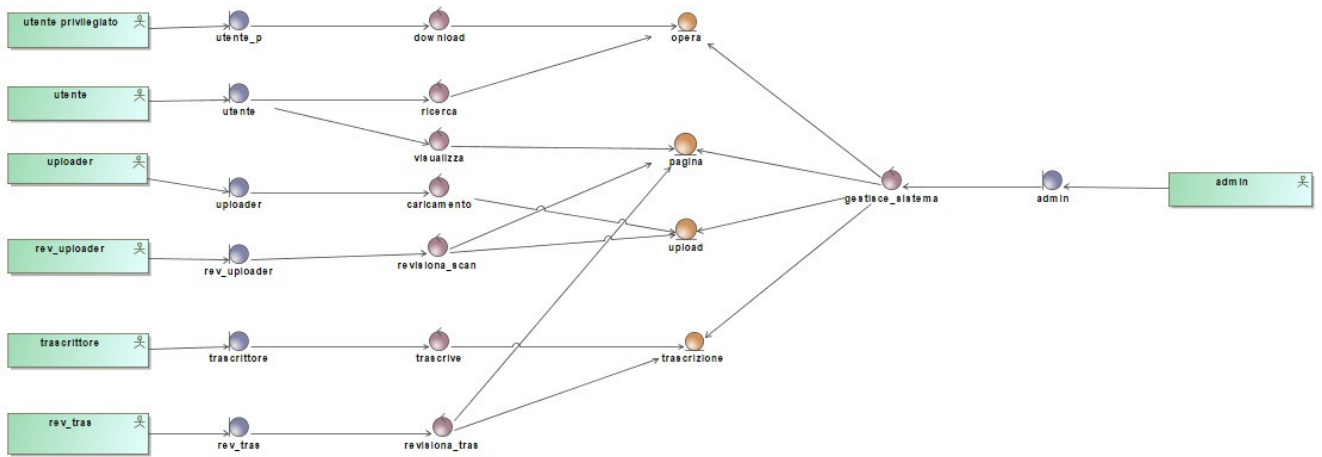 utente privilegiato
utente_p
download
opera
utente
utente
ricerca
visualizza
pagina
uploader
uploader
caricamento
gestisce_sistema
admin
admin
rev_uploader
rev_uploader
revisiona_scan
upload
trascrittore
trascrittore
trascrive
trascrizione
rev_tras
rev_tras
revisiona_tras